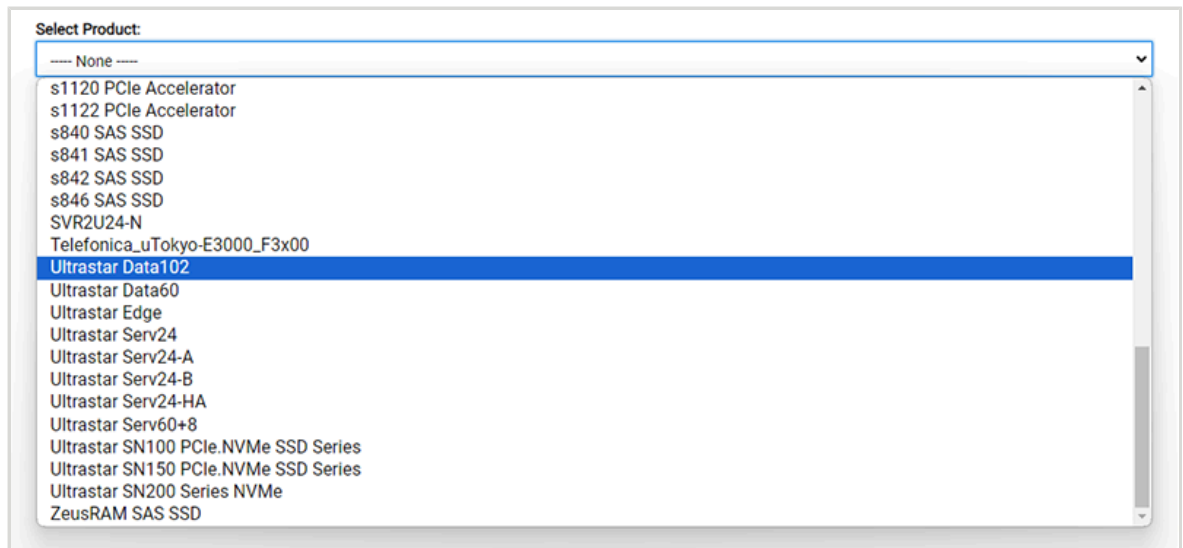 Select Product:
---- None ----
s1120 PCIe Accelerator
s1122 PCIe Accelerator
s840 SAS SSD
s841 SAS SSD
s842 SAS SSD
s846 SAS SSD
SVR2U24-N
Telefonica_uTokyo-E3000_F3x00
Ultrastar Data102
Ultrastar Data60
Ultrastar Edge
Ultrastar Serv24
Ultrastar Serv24-A
Ultrastar Serv24-B
Ultrastar Serv24-HA
Ultrastar Serv60+8
Ultrastar SN100 PCIe.NVMe SSD Series
Ultrastar SN150 PCIe.NVMe SSD Series
Ultrastar SN200 Series NVMe
ZeusRAM SAS SSD